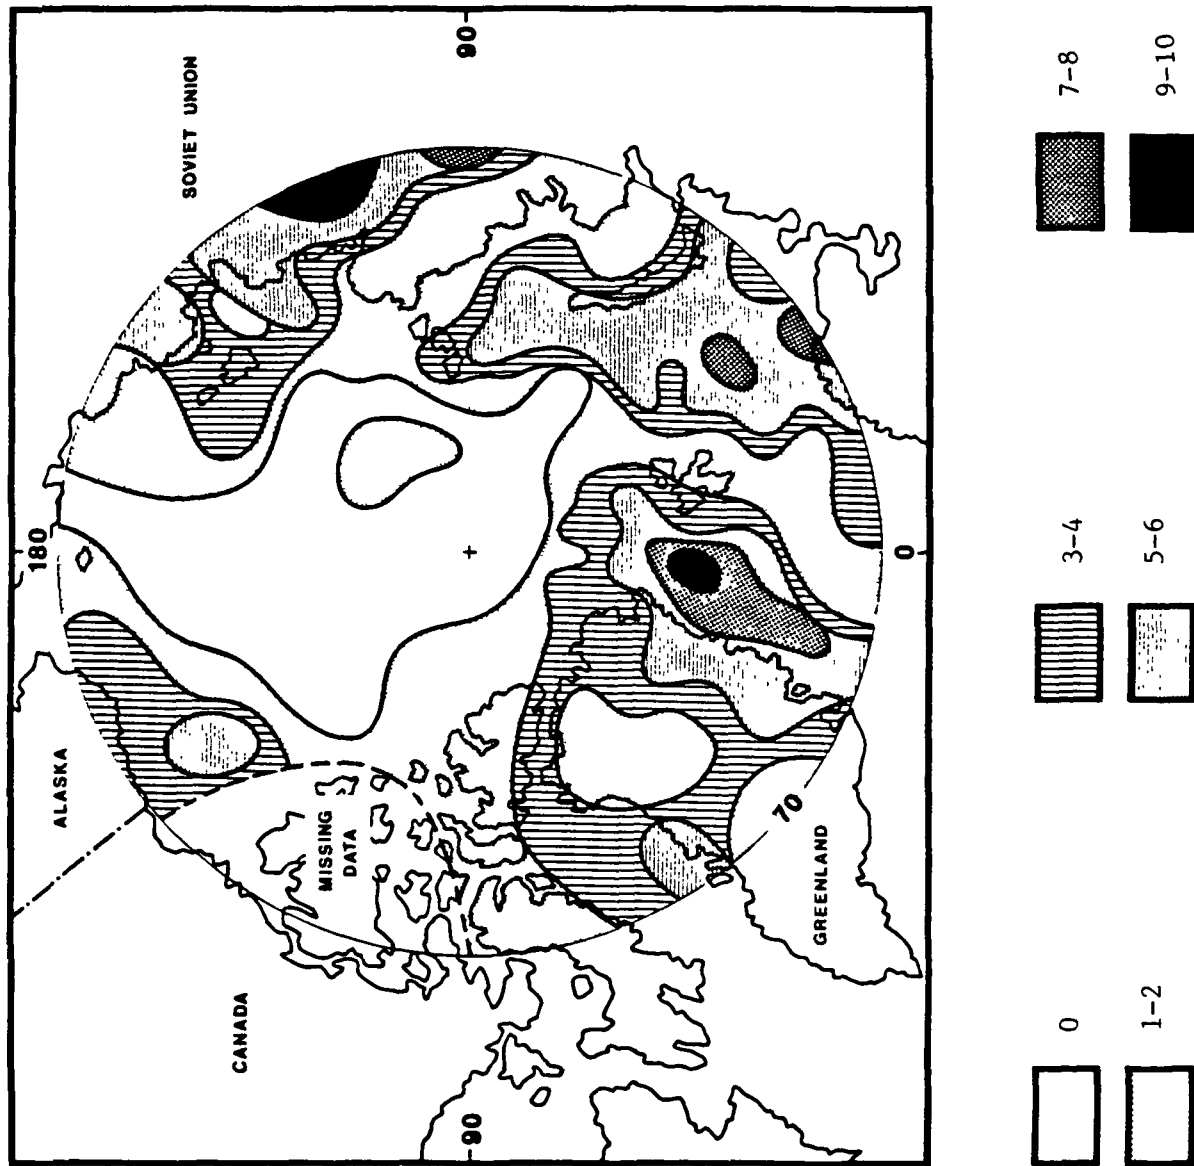 180
90
SOVIET UNION
ALASKA
MISSING
DATA
CANADA
70
GREENLAND
0
-90
0
1-2
3-4
5-6
7-8
9-10